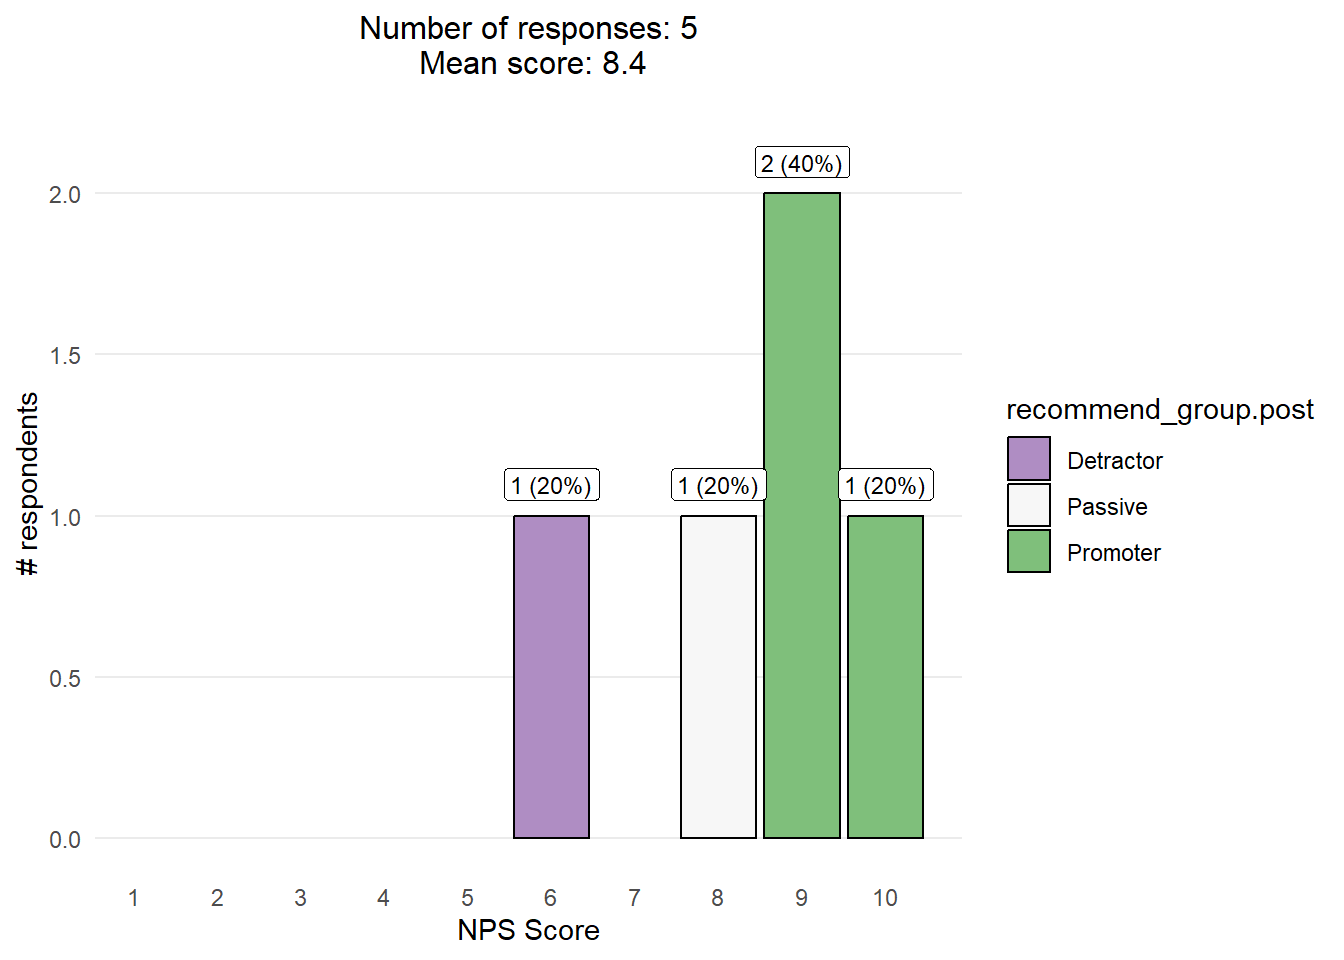 Number of responses: 5
Mean score: 8.4
2 (40%)
2.0
1.5
1 (20%)
1 (20%)
1 (20%)
1.0
0.5
0.0
# respondents
1 2 3 4 5 6 7 8 9 10
NPS Score
recommend_group.post
Detractor
Passive
Promoter